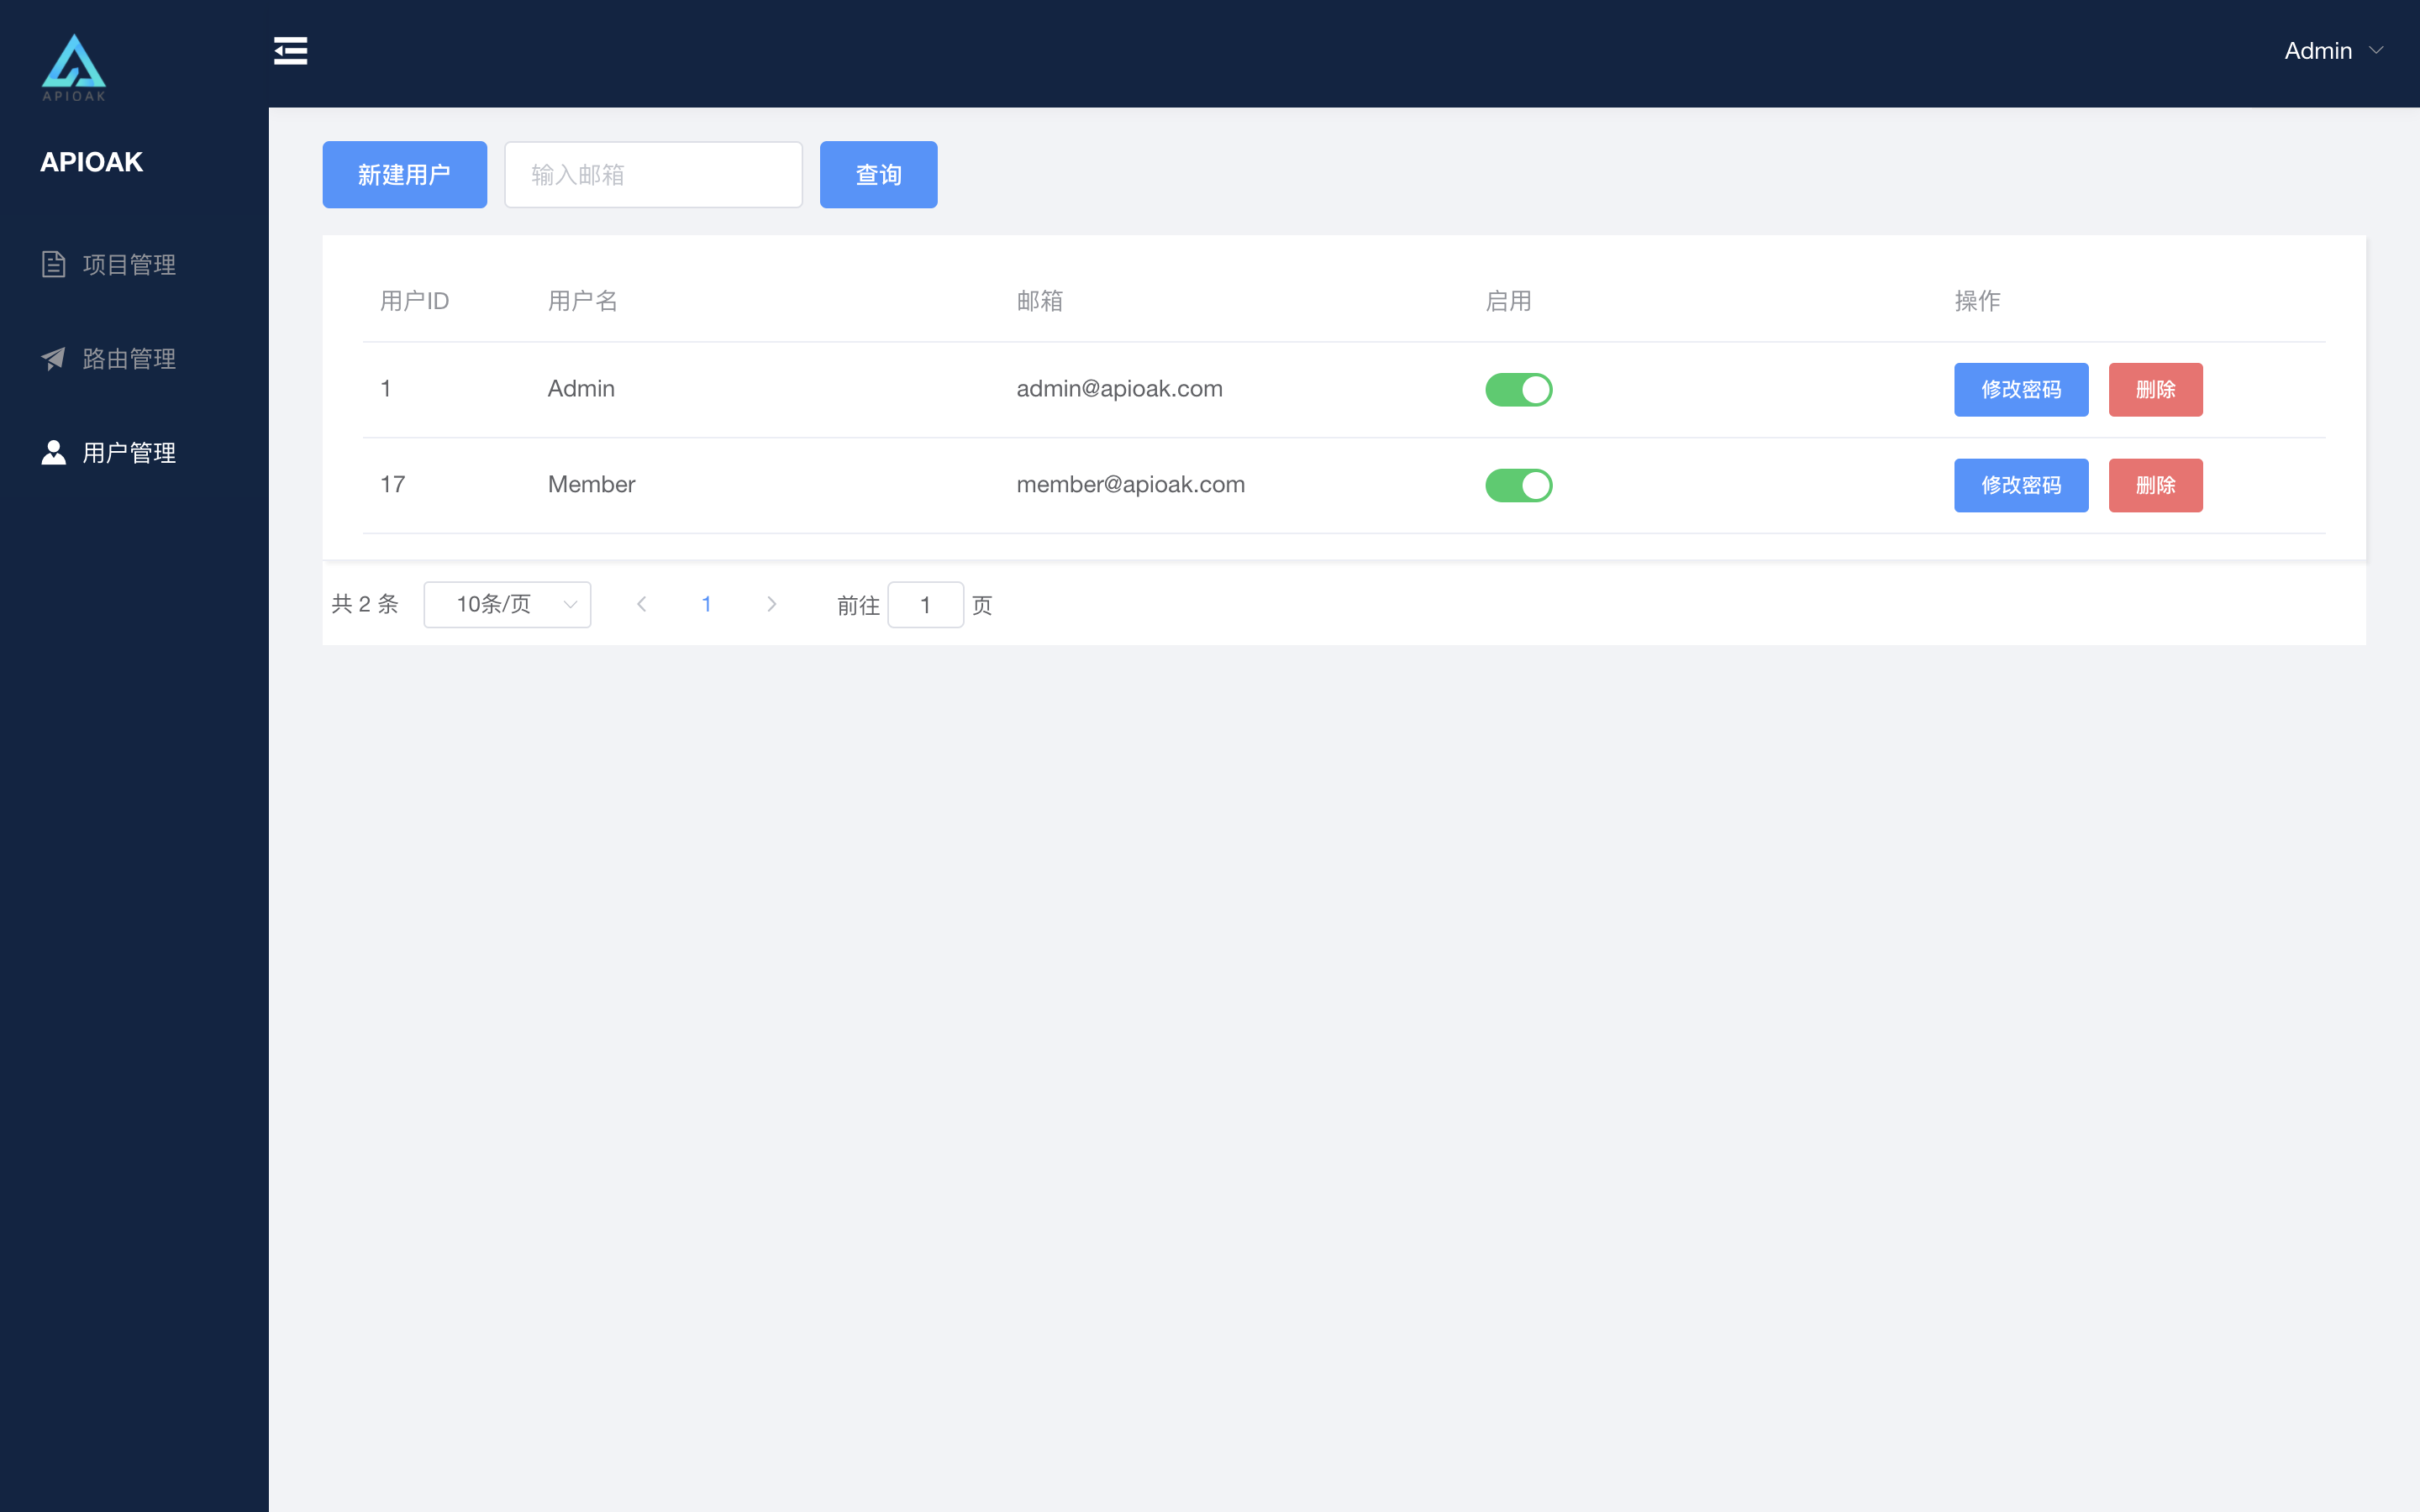 APIOAK
Admin
APIOAK
项目管理
路由管理
用户管理
新建用户 输入邮箱 查询
用户ID 用户名 邮箱 启用 操作
1 Admin admin@apioak.com 修改密码 删除
17 Member member@apioak.com 修改密码 删除
共 2 条 10条/页 1 前往 1 页